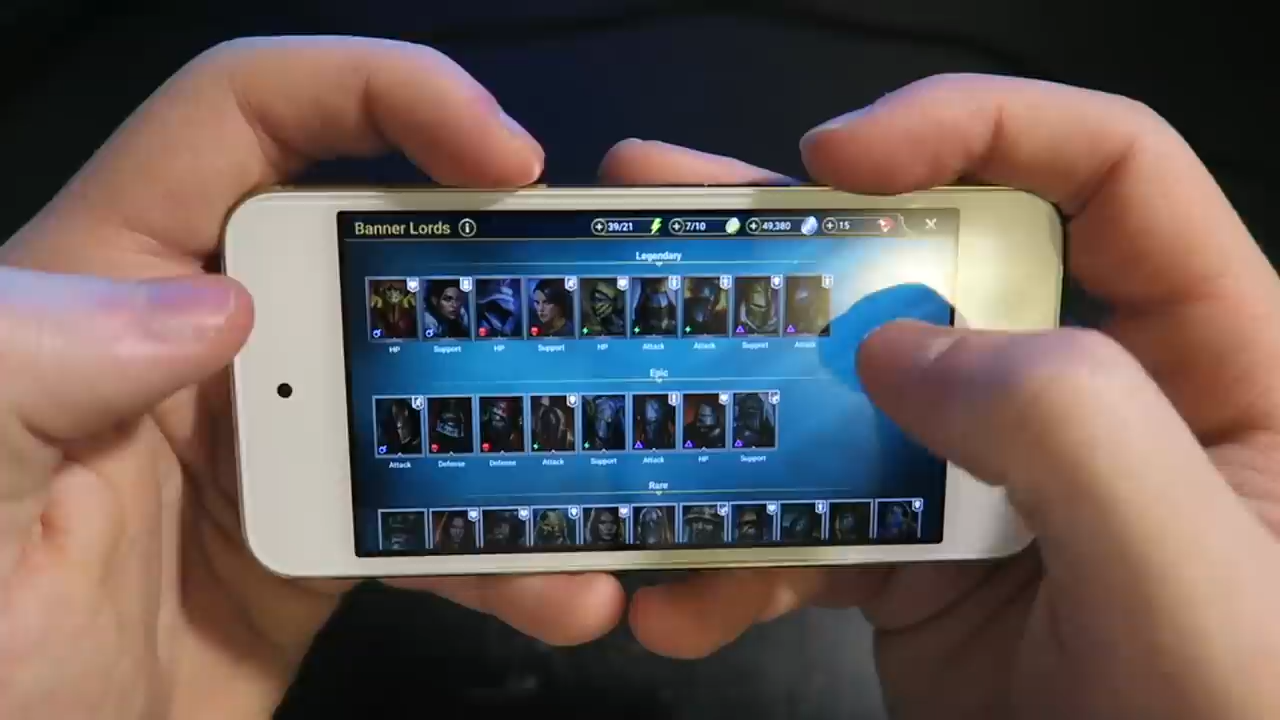 Banner Lords i 39/21 7/10 49,380 15
Legendary
HP Support HP Support HP Attack Attack Support Attack
Epic
Attack Defense Defense Attack Support Attack HP Support
Rare